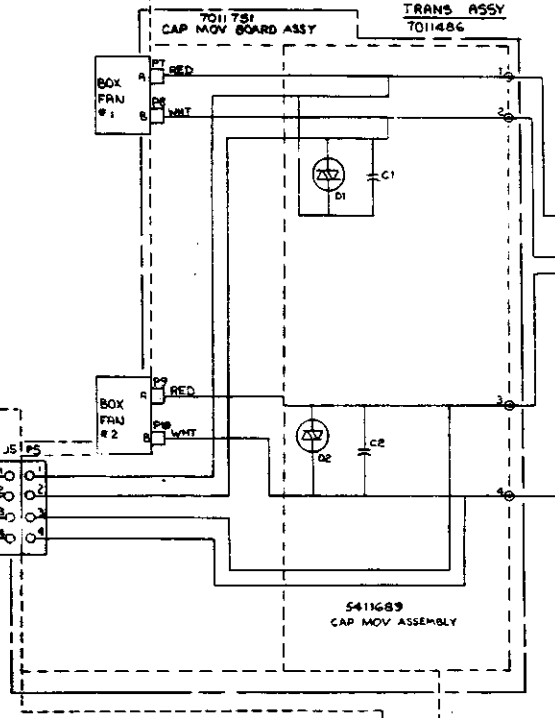 TRANS ASSY
7011486
7011751
CAP MOV BOARD ASSY
BOX
FAN
#1
A
P7
RED
1
B
P8
WHT
2
D1
C1
BOX
FAN
#2
A
P9
RED
3
B
P10
WHT
4
D2
C2
J5 P5
1
2
3
4
5411689
CAP MOV ASSEMBLY